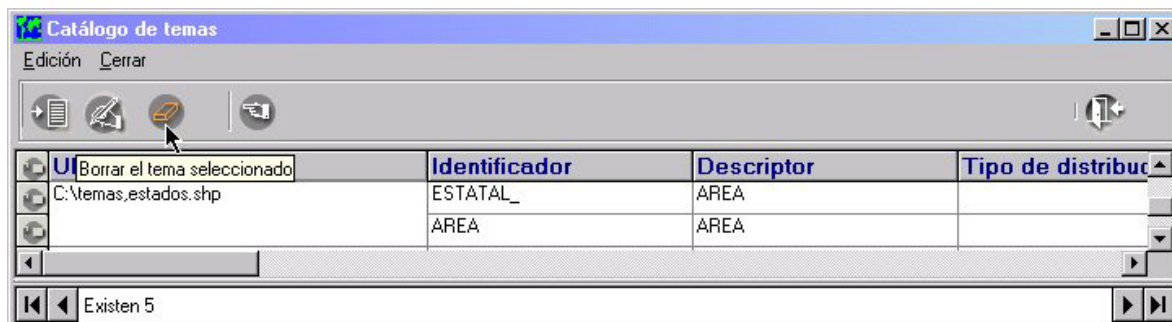 Catálogo de temas
Edición Cerrar
Borrar el tema seleccionado
Identificador Descriptor Tipo de distribuc
C:\temas,estados.shp ESTATAL_ AREA
AREA AREA
Existen 5